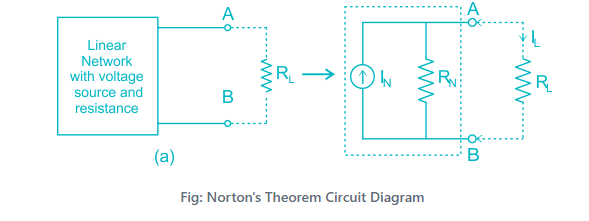 A
Linear
Network
with voltage
source and
resistance
R_L
B
(a)
A
I_L
I_N
R_N
R_L
B
Fig: Norton's Theorem Circuit Diagram